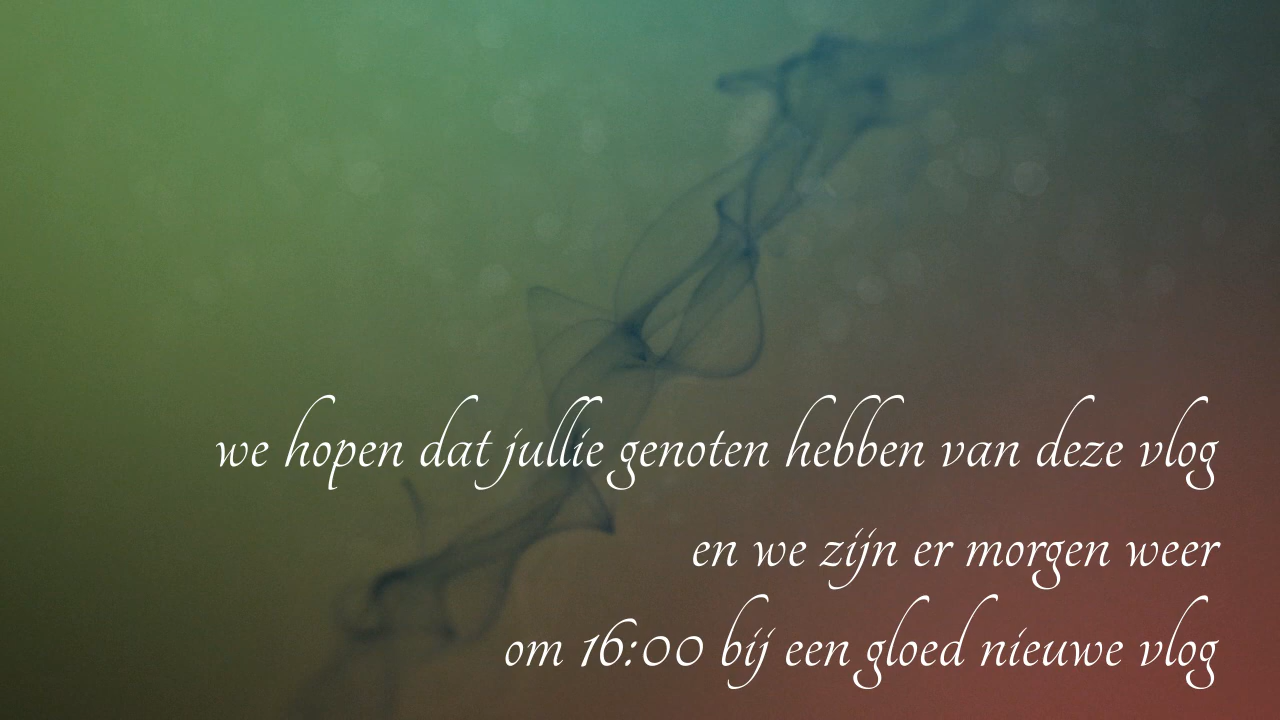 we hopen dat jullie genoten hebben van deze vlog
en we zijn er morgen weer
om 16:00 bij een gloed nieuwe vlog